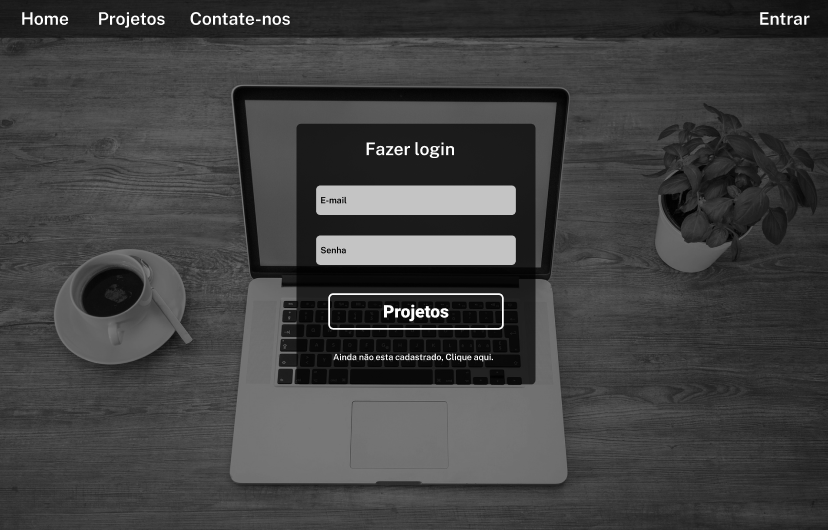 Home Projetos Contate-nos Entrar
Fazer login
E-mail
Senha
Projetos
Ainda não esta cadastrado, Clique aqui.